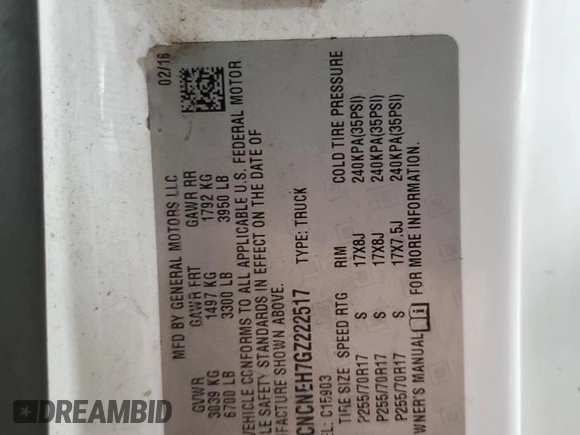 02/16
MFD BY GENERAL MOTORS LLC
GVWR GAWR FRT GAWR RR
3039 KG 1497 KG 1792 KG
6700 LB 3300 LB 3950 LB
VEHICLE CONFORMS TO ALL APPLICABLE U.S. FEDERAL MOTOR
LE SAFETY STANDARDS IN EFFECT ON THE DATE OF
FACTURE SHOWN ABOVE.
CNCNEH7GZ222517 TYPE: TRUCK
EL: C15903
TIRE SIZE SPEED RTG RIM COLD TIRE PRESSURE
P255/70R17 S 17X8J 240KPA(35PSI)
P255/70R17 S 17X8J 240KPA(35PSI)
P255/70R17 S 17X7.5J 240KPA(35PSI)
WNER'S MANUAL FOR MORE INFORMATION.
DREAMBID